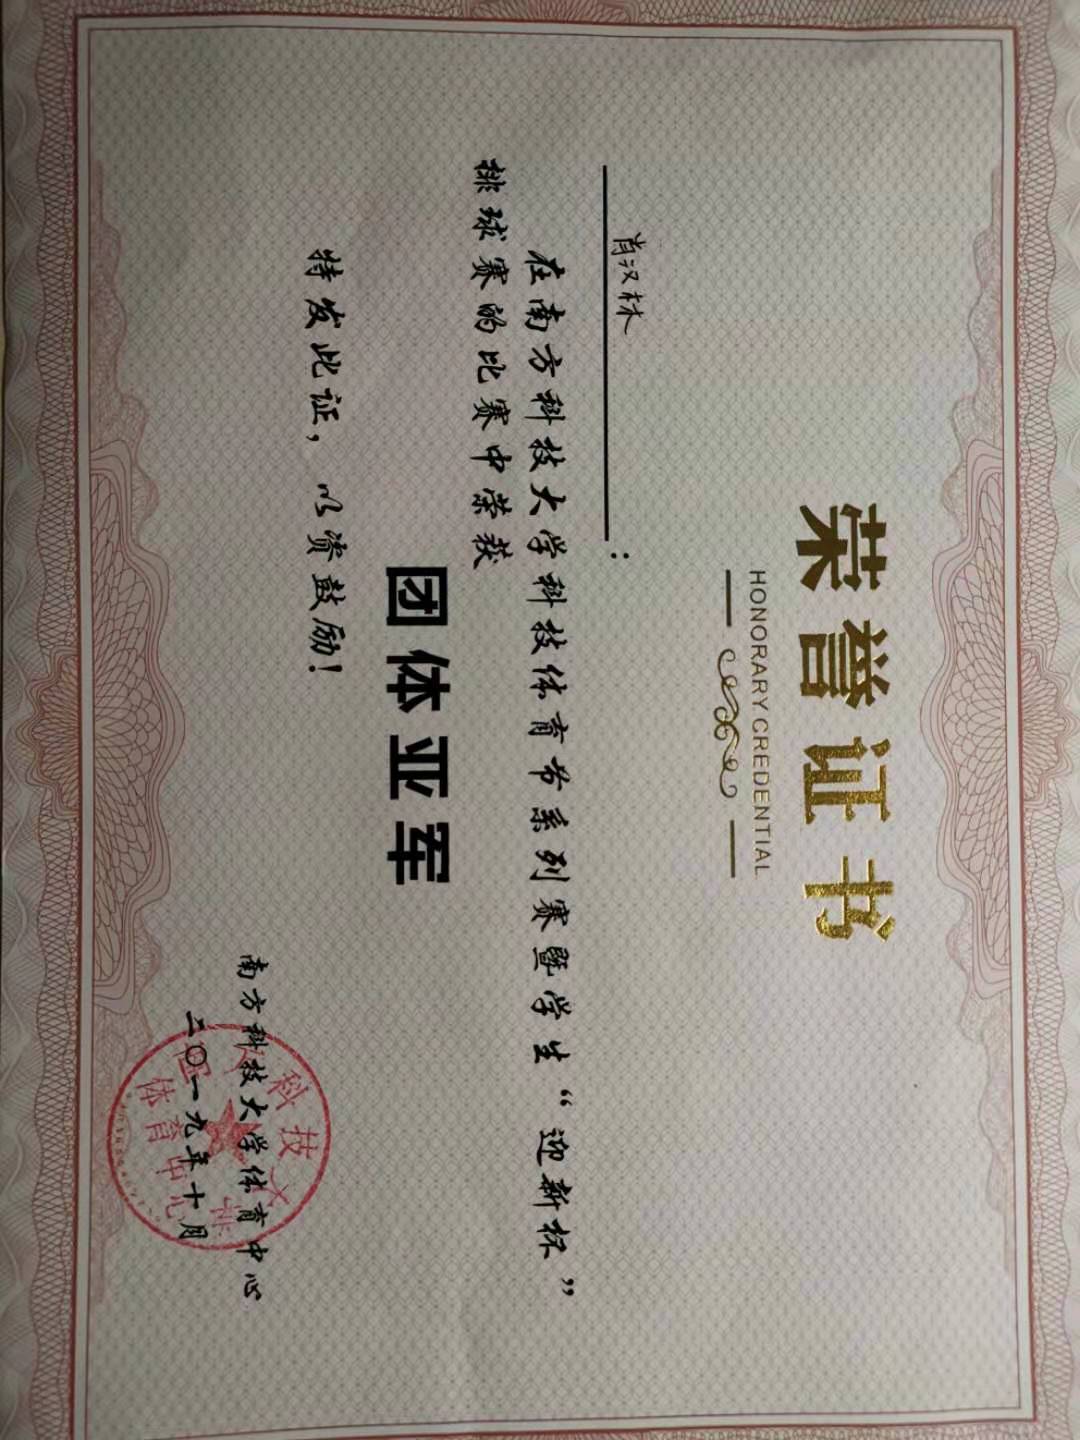 荣誉证书
HONORARY CREDENTIAL
肖汉林：
在南方科技大学科技体育节系列赛暨学生“迎新杯”
排球赛的比赛中荣获
团体亚军
特发此证，以资鼓励！
南方科技大学体育中心
二〇一九年十月
南方科技大学
体育中心